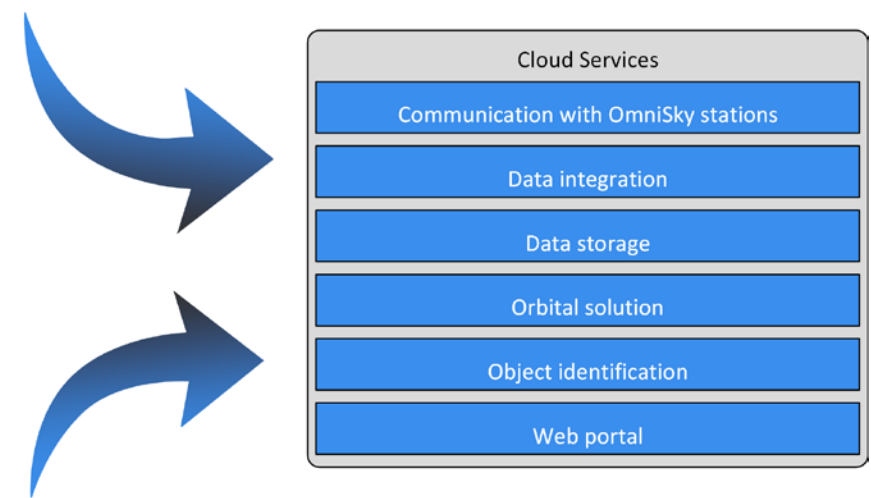 Cloud Services
Communication with OmniSky stations
Data integration
Data storage
Orbital solution
Object identification
Web portal